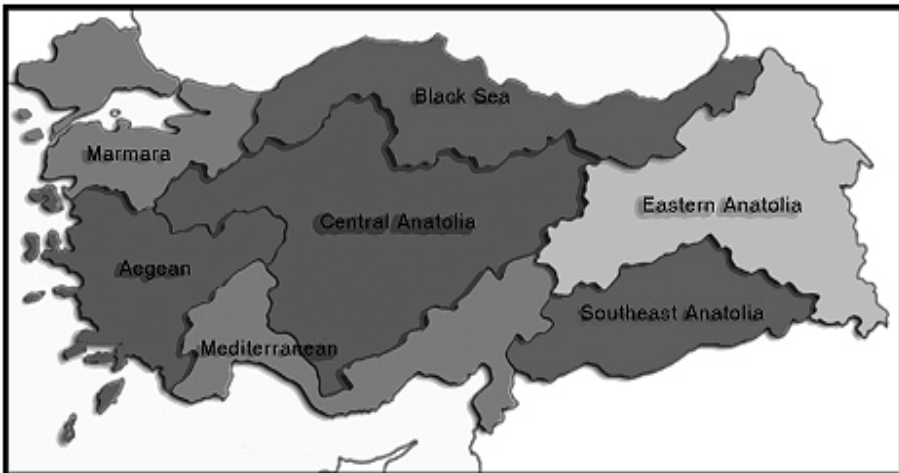 Black Sea
Marmara
Eastern Anatolia
Central Anatolia
Aegean
Southeast Anatolia
Mediterranean